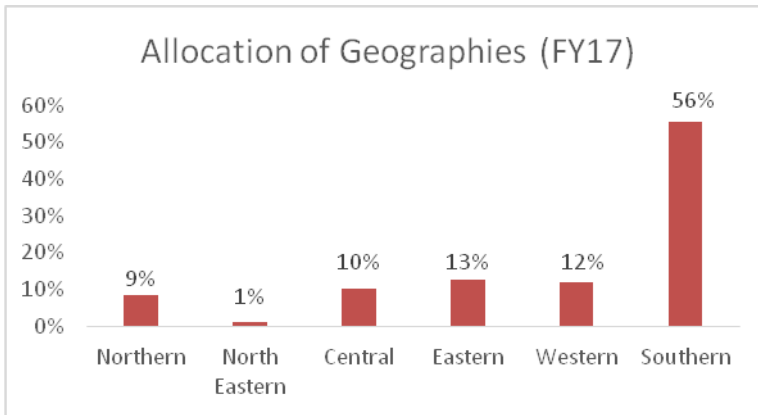 Allocation of Geographies (FY17)
60%
50%
40%
30%
20%
10%
0%
9%
1%
10%
13%
12%
56%
Northern
North
Eastern
Central
Eastern
Western
Southern